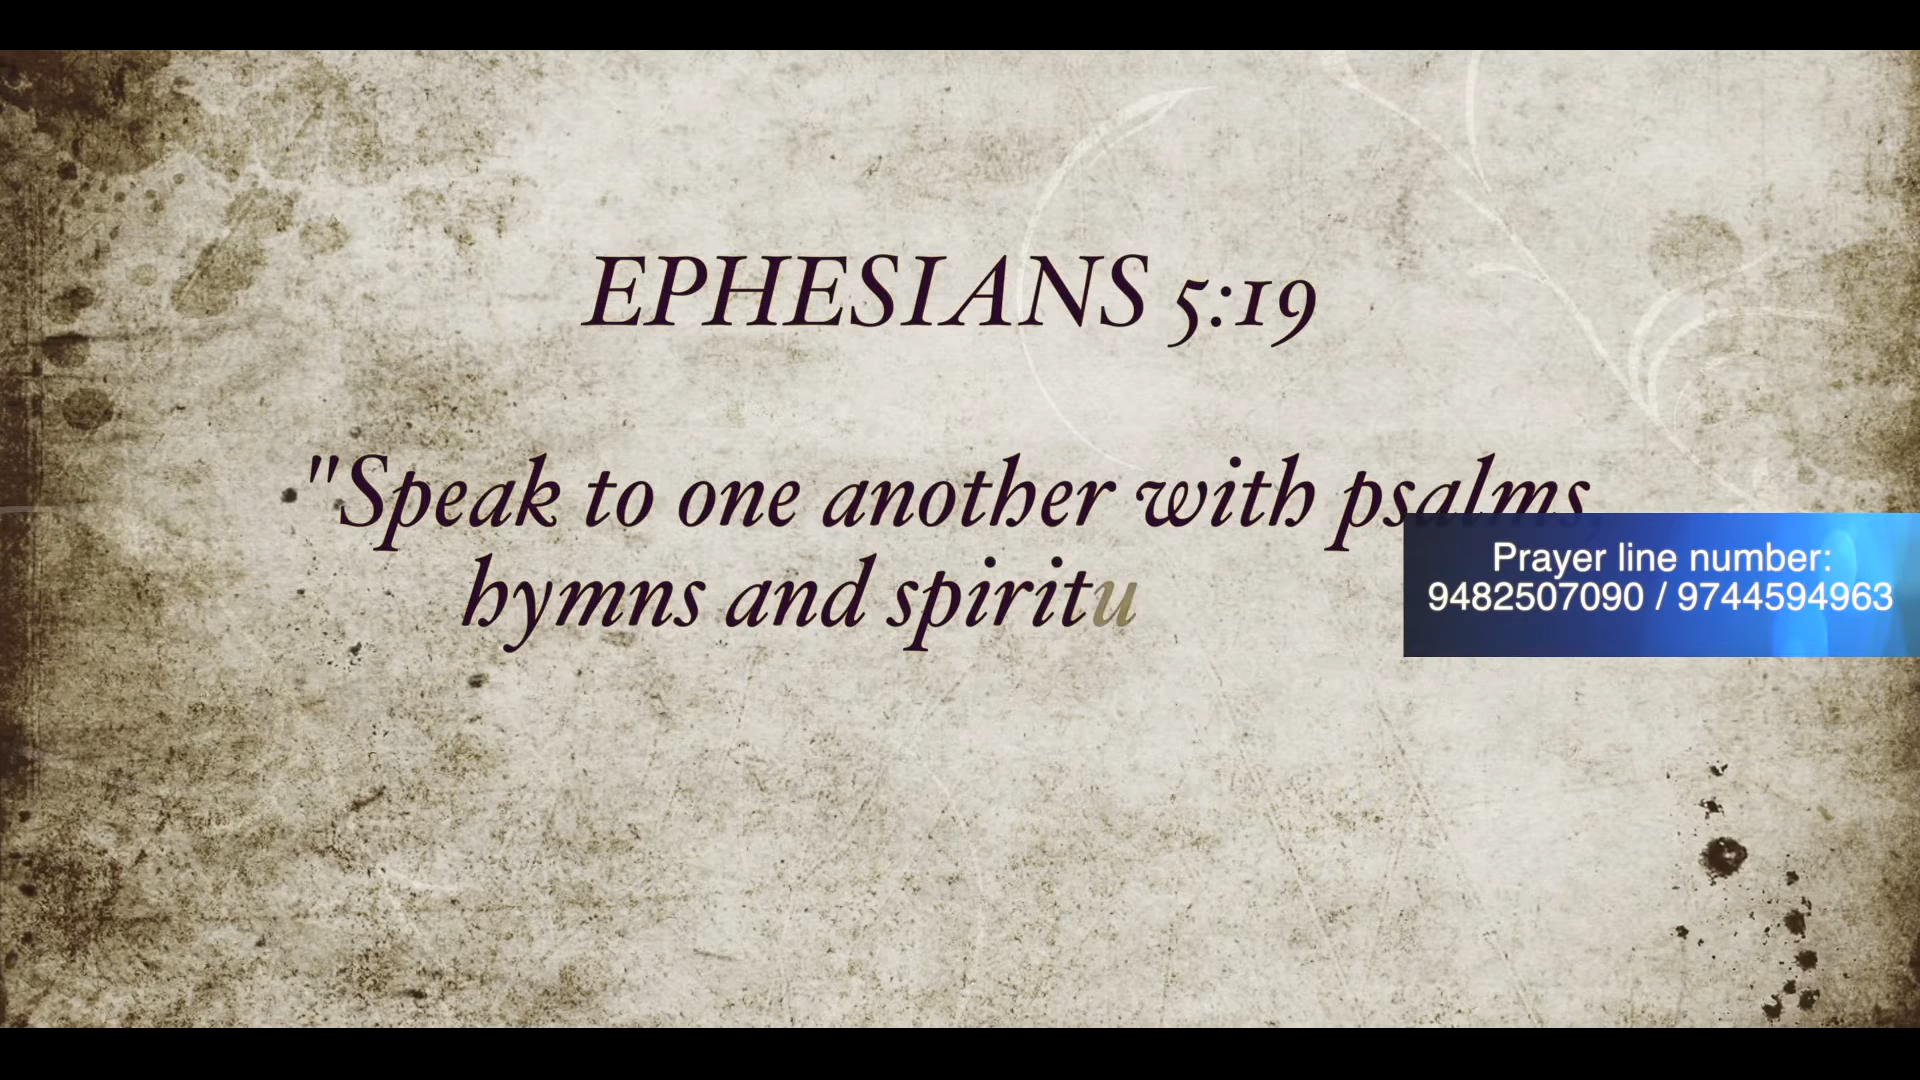 EPHESIANS 5:19
"Speak to one another with psalms,
hymns and spiritu
Prayer line number:
9482507090 / 9744594963